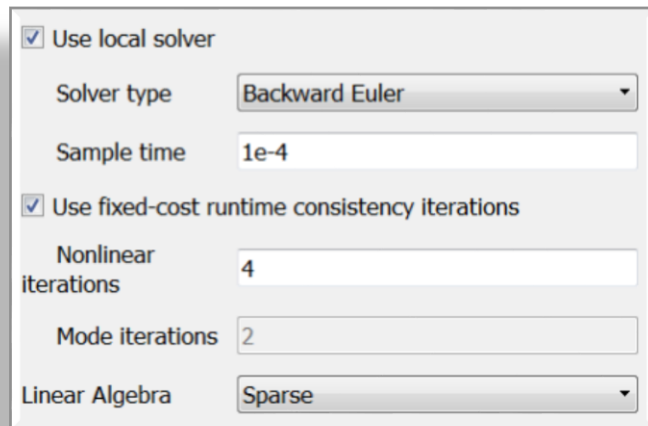 Use local solver
Solver type Backward Euler
Sample time 1e-4
Use fixed-cost runtime consistency iterations
Nonlinear
iterations 4
Mode iterations 2
Linear Algebra Sparse